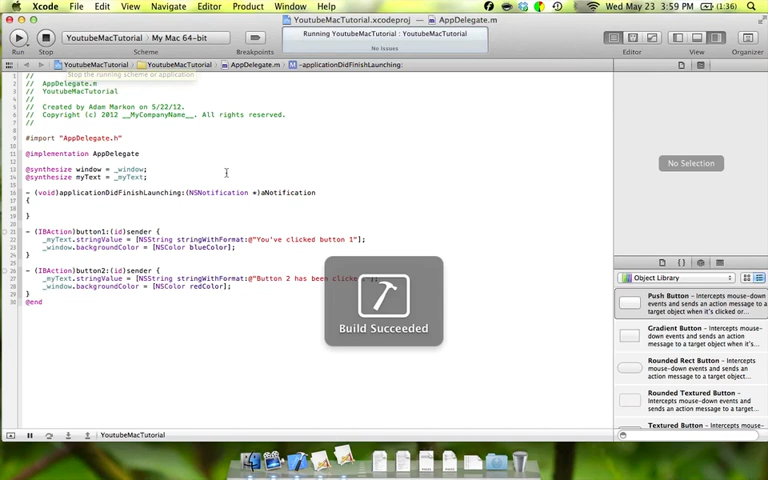 Xcode File Edit View Navigate Editor Product Window Help
Wed May 23 3:59 PM (1:36)
YoutubeMacTutorial.xcodeproj — AppDelegate.m
Run Stop
YoutubeMacTutorial My Mac 64-bit
Scheme
Breakpoints
Running YoutubeMacTutorial : YoutubeMacTutorial
No Issues
Editor View Organizer
YoutubeMacTutorial YoutubeMacTutorial AppDelegate.m -applicationDidFinishLaunching:
Stop the running scheme or application
//
// AppDelegate.m
// YoutubeMacTutorial
//
// Created by Adam Markon on 5/22/12.
// Copyright (c) 2012 __MyCompanyName__. All rights reserved.
//
#import "AppDelegate.h"
@implementation AppDelegate
@synthesize window = _window;
@synthesize myText = _myText;
- (void)applicationDidFinishLaunching:(NSNotification *)aNotification
{
}
- (IBAction)button1:(id)sender {
_myText.stringValue = [NSString stringWithFormat:@"You've clicked button 1"];
_window.backgroundColor = [NSColor blueColor];
}
- (IBAction)button2:(id)sender {
_myText.stringValue = [NSString stringWithFormat:@"Button 2 has been clicked"];
_window.backgroundColor = [NSColor redColor];
}
@end
Build Succeeded
No Selection
Object Library
Push Button - Intercepts mouse-down
events and sends an action message
to a target object when it's clicked or...
Gradient Button - Intercepts mouse-
down events and sends an action
message to a target object when it's...
Rounded Rect Button - Intercepts
mouse-down events and sends an
action message to a target object...
Rounded Textured Button -
Intercepts mouse-down events and
sends an action message to a target...
Textured Button -
YoutubeMacTutorial